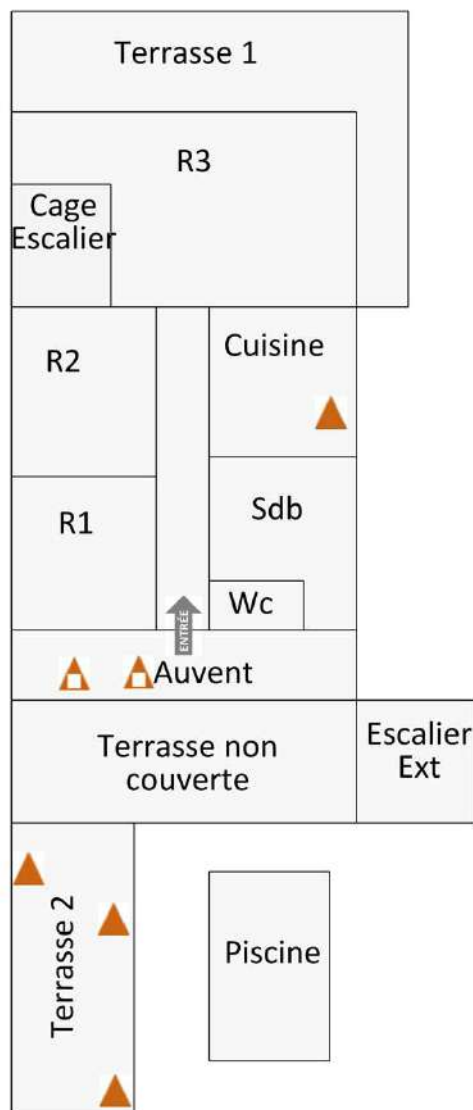 Terrasse 1
R3
Cage
Escalier
R2
Cuisine
R1
Sdb
Wc
ENTRÉE
Auvent
Terrasse non
couverte
Escalier
Ext
Terrasse 2
Piscine